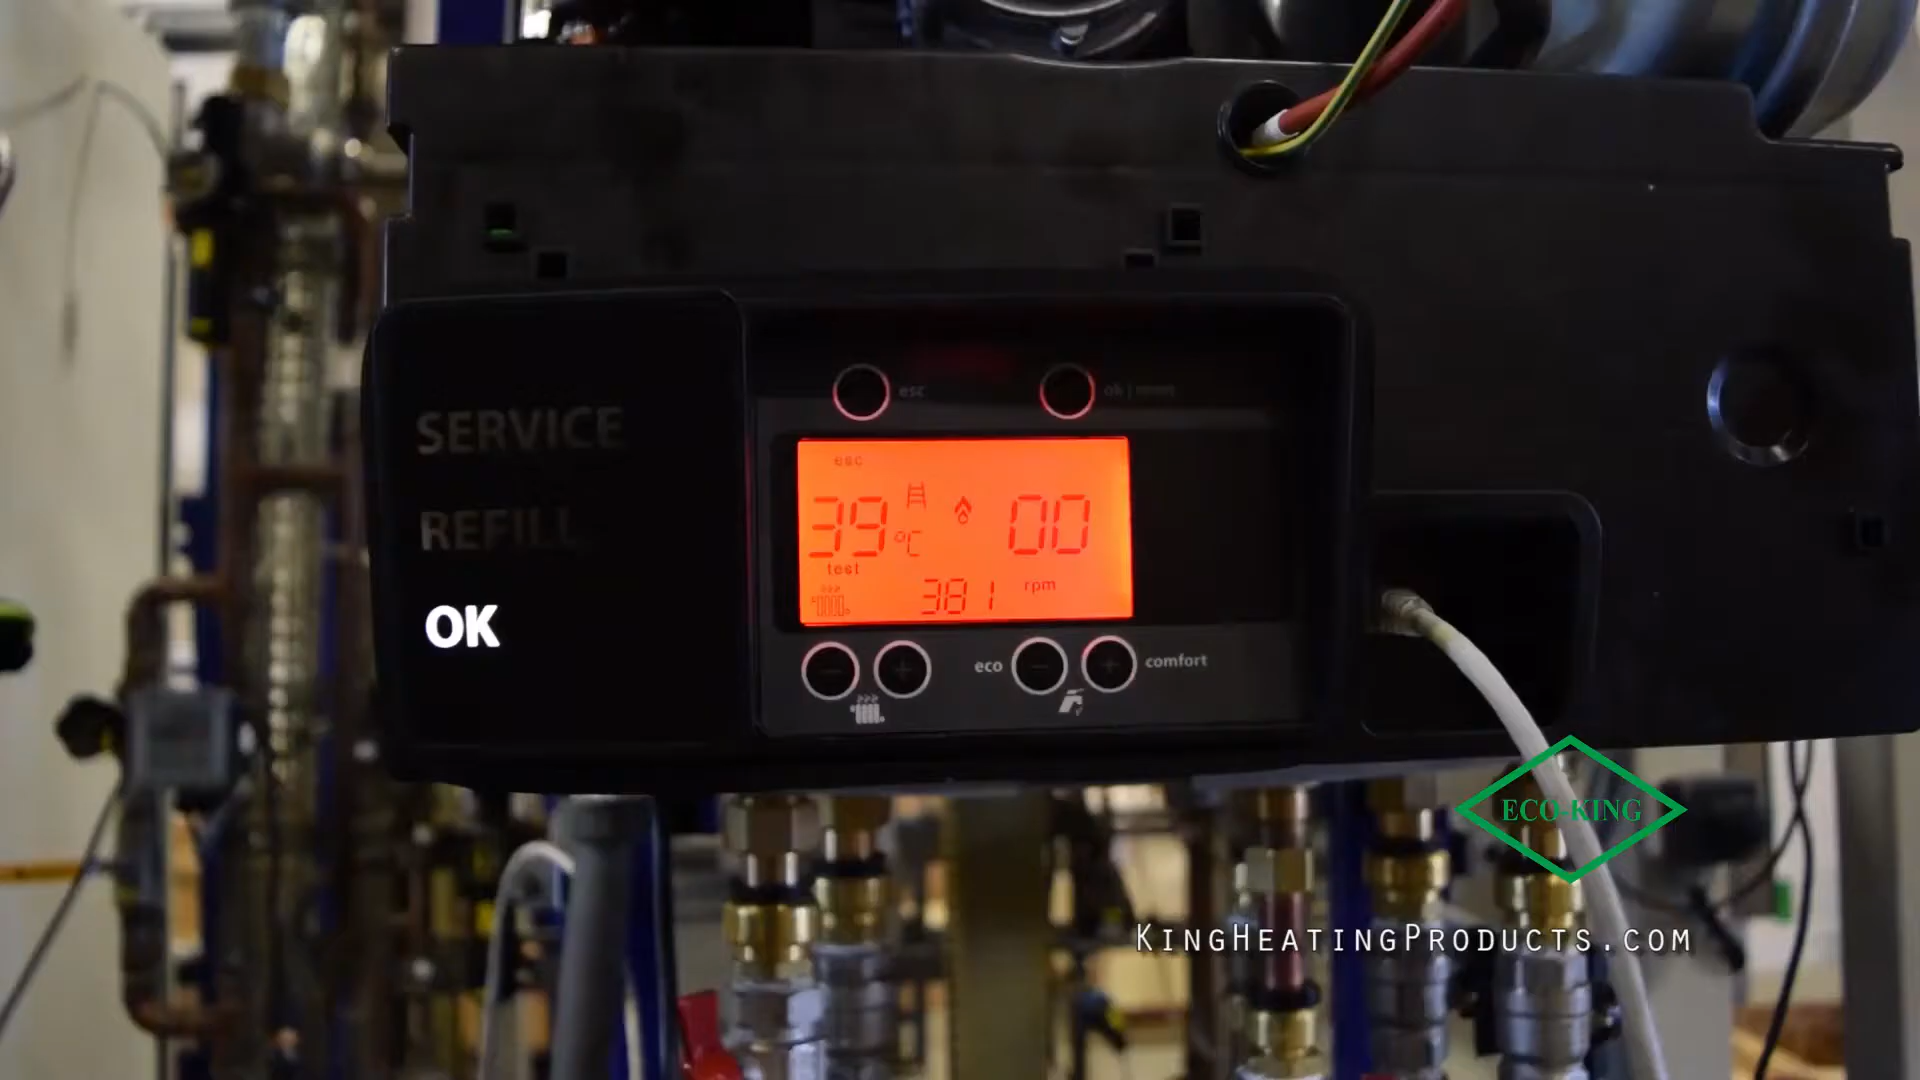 SERVICE
REFILL
OK
esc
esc
39 °C
00
test
381 rpm
eco
comfort
ECO-KING
KINGHEATINGPRODUCTS.COM